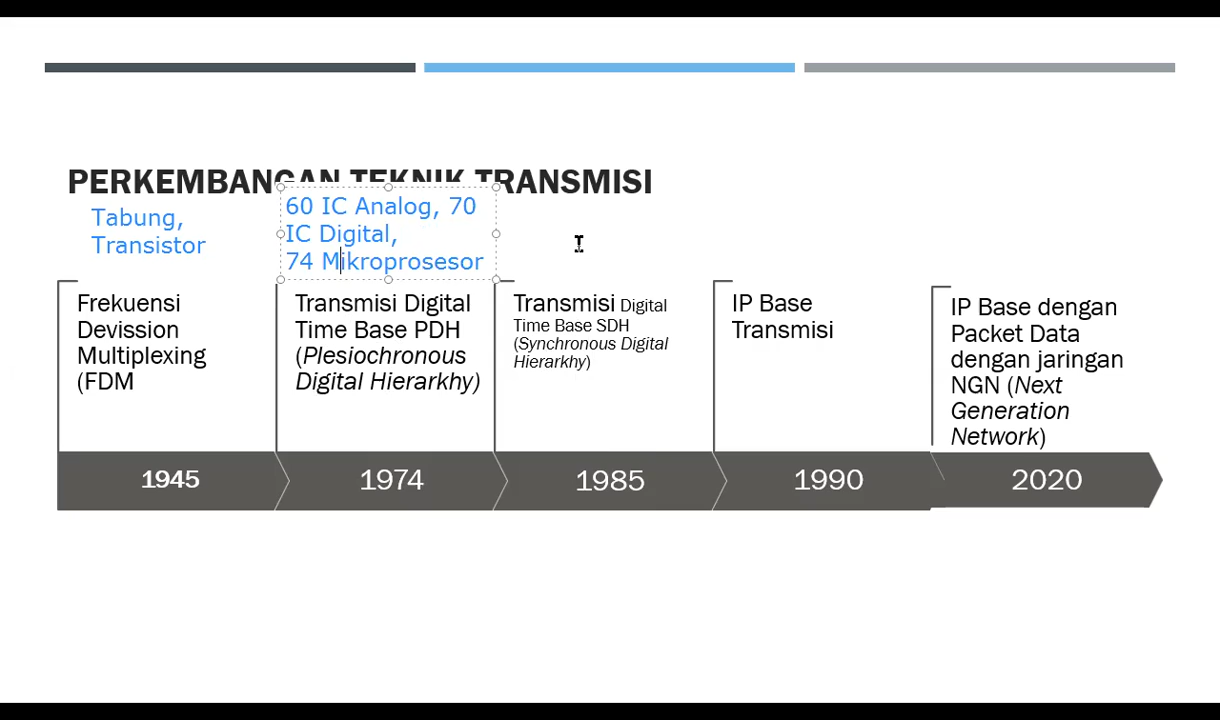 PERKEMBANGAN TEKNIK TRANSMISI
Tabung,
Transistor
60 IC Analog, 70
IC Digital,
74 Mikroprosesor
Frekuensi
Devission
Multiplexing
(FDM
Transmisi Digital
Time Base PDH
(Plesiochronous
Digital Hierarkhy)
Transmisi Digital
Time Base SDH
(Synchronous Digital
Hierarkhy)
IP Base
Transmisi
IP Base dengan
Packet Data
dengan jaringan
NGN (Next
Generation
Network)
1945
1974
1985
1990
2020